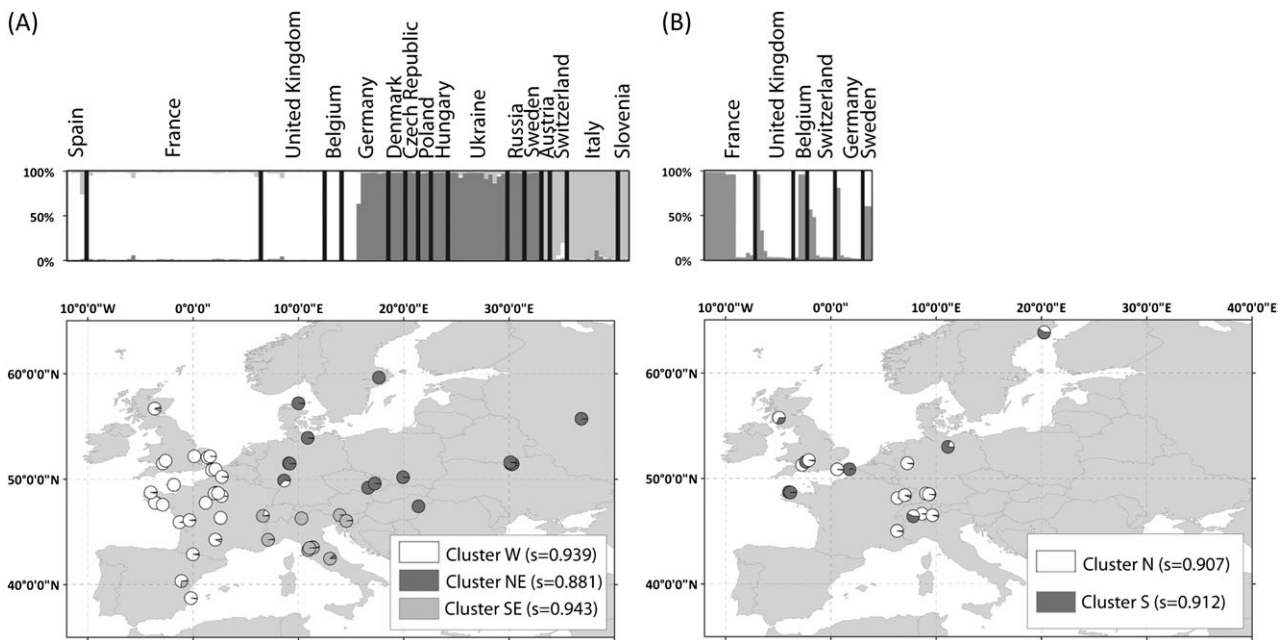 (A)
Spain
France
United Kingdom
Belgium
Germany
Denmark
Czech Republic
Poland
Hungary
Ukraine
Russia
Sweden
Austria
Switzerland
Italy
Slovenia
100%
50%
0%
10°0'0"W 0°0'0" 10°0'0"E 20°0'0"E 30°0'0"E
60°0'0"N
50°0'0"N
40°0'0"N
Cluster W (s=0.939)
Cluster NE (s=0.881)
Cluster SE (s=0.943)
(B)
France
United Kingdom
Belgium
Switzerland
Germany
Sweden
100%
50%
0%
10°0'0"W 0°0'0" 10°0'0"E 20°0'0"E 30°0'0"E 40°0'0"E
60°0'0"N
50°0'0"N
40°0'0"N
Cluster N (s=0.907)
Cluster S (s=0.912)